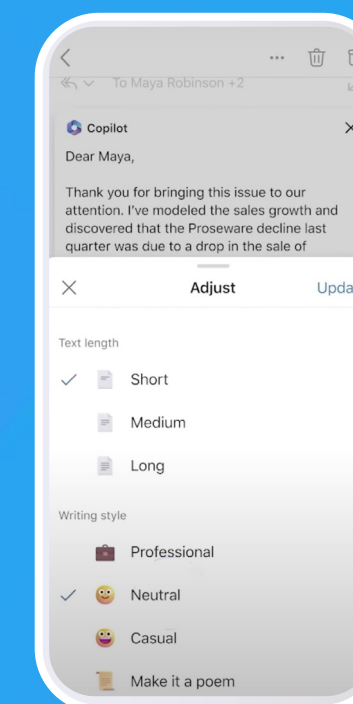 To Maya Robinson +2
Copilot
Dear Maya,
Thank you for bringing this issue to our
attention. I've modeled the sales growth and
discovered that the Proseware decline last
quarter was due to a drop in the sale of
Adjust
Upda
Text length
Short
Medium
Long
Writing style
Professional
Neutral
Casual
Make it a poem